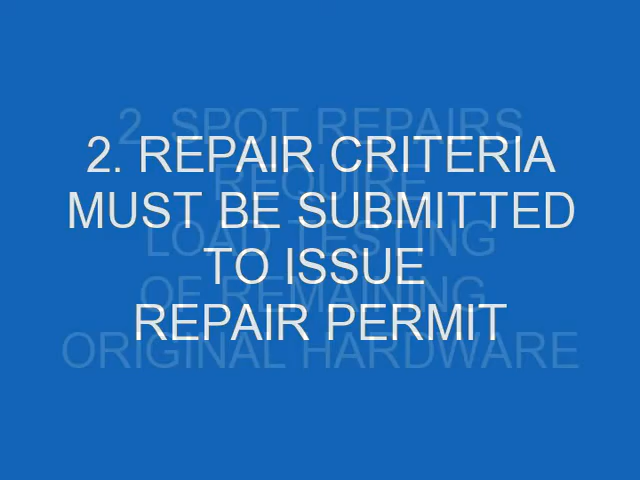 2. REPAIR CRITERIA
MUST BE SUBMITTED
TO ISSUE
REPAIR PERMIT
2. SPOT REPAIRS
REQUIRE
LOAD TESTING
OF REMAINING
ORIGINAL HARDWARE